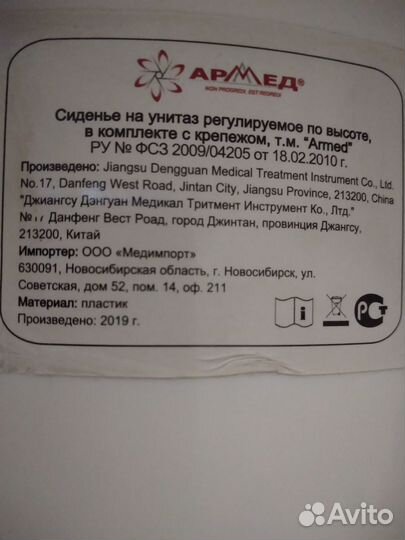 АРМЕД®
NON PROGREDI, EST REGREDI
Сиденье на унитаз регулируемое по высоте,
в комплекте с крепежом, т.м. "Armed"
РУ № ФСЗ 2009/04205 от 18.02.2010 г.
Произведено: Jiangsu Dengguan Medical Treatment Instrument Co., Ltd.
No.17, Danfeng West Road, Jintan City, Jiangsu Province, 213200, China
"Джиангсу Дэнгуан Медикал Тритмент Инструмент Ко., Лтд."
№17 Данфенг Вест Роад, город Джинтан, провинция Джангсу,
213200, Китай
Импортер: ООО «Медимпорт»
630091, Новосибирская область, г. Новосибирск, ул.
Советская, дом 52, пом. 14, оф. 211
Материал: пластик
Произведено: 2019 г.
i
РСТ
Avito